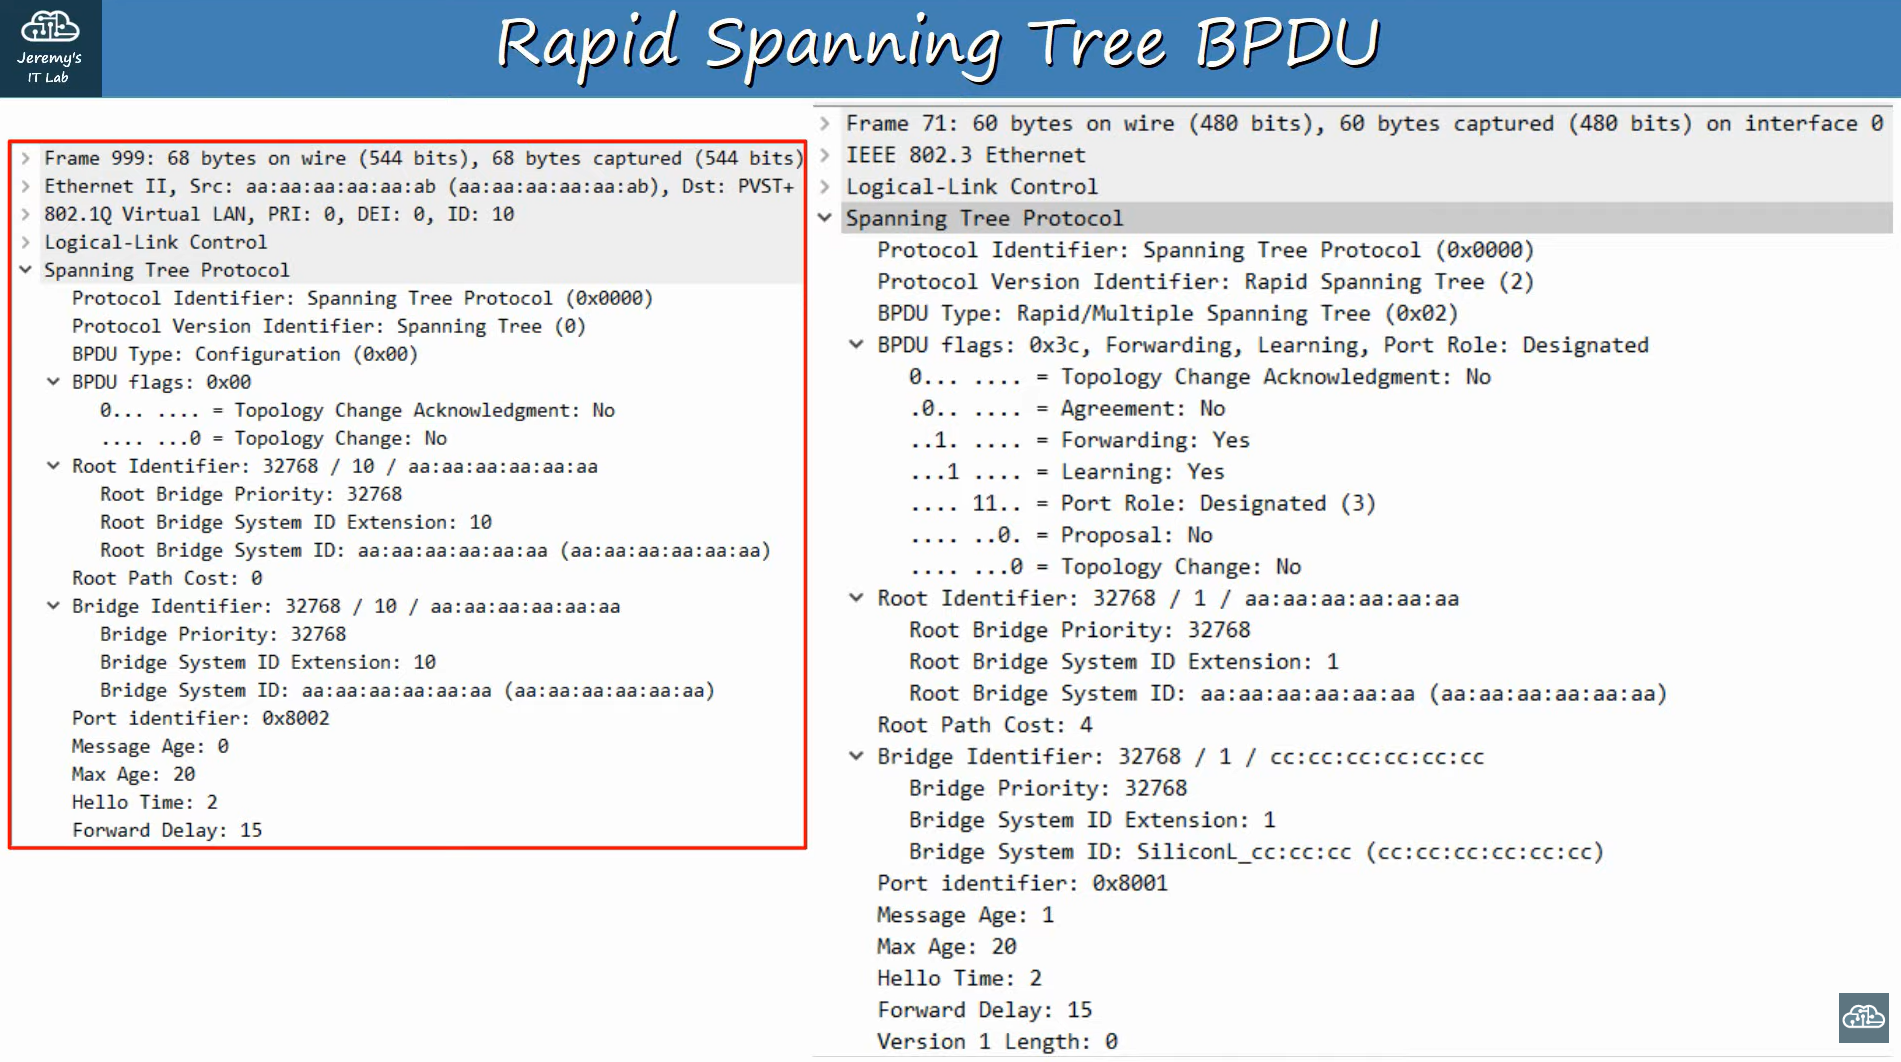 Jeremy's
IT Lab
Rapid Spanning Tree BPDU
Frame 999: 68 bytes on wire (544 bits), 68 bytes captured (544 bits)
Ethernet II, Src: aa:aa:aa:aa:aa:ab (aa:aa:aa:aa:aa:ab), Dst: PVST+
802.1Q Virtual LAN, PRI: 0, DEI: 0, ID: 10
Logical-Link Control
Spanning Tree Protocol
Protocol Identifier: Spanning Tree Protocol (0x0000)
Protocol Version Identifier: Spanning Tree (0)
BPDU Type: Configuration (0x00)
BPDU flags: 0x00
0... .... = Topology Change Acknowledgment: No
.... ...0 = Topology Change: No
Root Identifier: 32768 / 10 / aa:aa:aa:aa:aa:aa
Root Bridge Priority: 32768
Root Bridge System ID Extension: 10
Root Bridge System ID: aa:aa:aa:aa:aa:aa (aa:aa:aa:aa:aa:aa)
Root Path Cost: 0
Bridge Identifier: 32768 / 10 / aa:aa:aa:aa:aa:aa
Bridge Priority: 32768
Bridge System ID Extension: 10
Bridge System ID: aa:aa:aa:aa:aa:aa (aa:aa:aa:aa:aa:aa)
Port identifier: 0x8002
Message Age: 0
Max Age: 20
Hello Time: 2
Forward Delay: 15
Frame 71: 60 bytes on wire (480 bits), 60 bytes captured (480 bits) on interface 0
IEEE 802.3 Ethernet
Logical-Link Control
Spanning Tree Protocol
Protocol Identifier: Spanning Tree Protocol (0x0000)
Protocol Version Identifier: Rapid Spanning Tree (2)
BPDU Type: Rapid/Multiple Spanning Tree (0x02)
BPDU flags: 0x3c, Forwarding, Learning, Port Role: Designated
0... .... = Topology Change Acknowledgment: No
.0.. .... = Agreement: No
..1. .... = Forwarding: Yes
...1 .... = Learning: Yes
.... 11.. = Port Role: Designated (3)
.... ..0. = Proposal: No
.... ...0 = Topology Change: No
Root Identifier: 32768 / 1 / aa:aa:aa:aa:aa:aa
Root Bridge Priority: 32768
Root Bridge System ID Extension: 1
Root Bridge System ID: aa:aa:aa:aa:aa:aa (aa:aa:aa:aa:aa:aa)
Root Path Cost: 4
Bridge Identifier: 32768 / 1 / cc:cc:cc:cc:cc:cc
Bridge Priority: 32768
Bridge System ID Extension: 1
Bridge System ID: SiliconL_cc:cc:cc (cc:cc:cc:cc:cc:cc)
Port identifier: 0x8001
Message Age: 1
Max Age: 20
Hello Time: 2
Forward Delay: 15
Version 1 Length: 0